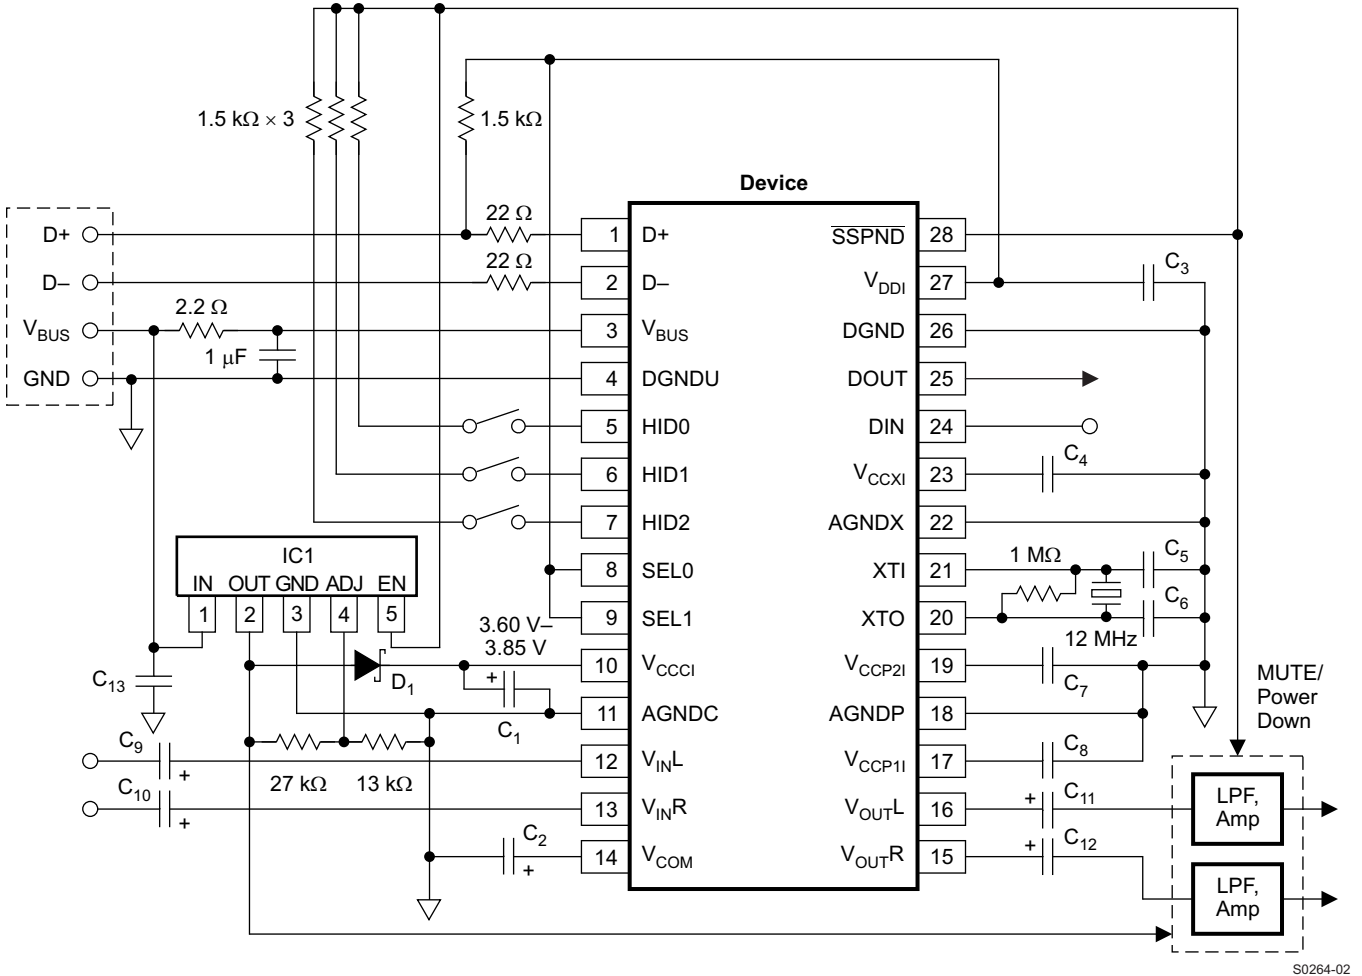 1.5 kΩ × 3
1.5 kΩ
Device
D+
22 Ω
1
D+
SSPND
28
D–
22 Ω
2
D–
VDDI
27
C3
VBUS
2.2 Ω
3
VBUS
DGND
26
1 μF
GND
4
DGNDU
DOUT
25
5
HID0
DIN
24
6
HID1
VCCXI
23
C4
7
HID2
AGNDX
22
IC1
IN OUT GND ADJ EN
1 2 3 4 5
8
SEL0
XTI
21
1 MΩ
C5
9
SEL1
XTO
20
12 MHz
C6
3.60 V–
3.85 V
D1
10
VCCCI
VCCP2I
19
C7
C13
C1
11
AGNDC
AGNDP
18
MUTE/
Power
Down
C9
27 kΩ
13 kΩ
12
VINL
VCCP1I
17
C8
C10
13
VINR
VOUTL
16
C11
LPF,
Amp
C2
14
VCOM
VOUTR
15
C12
LPF,
Amp
S0264-02